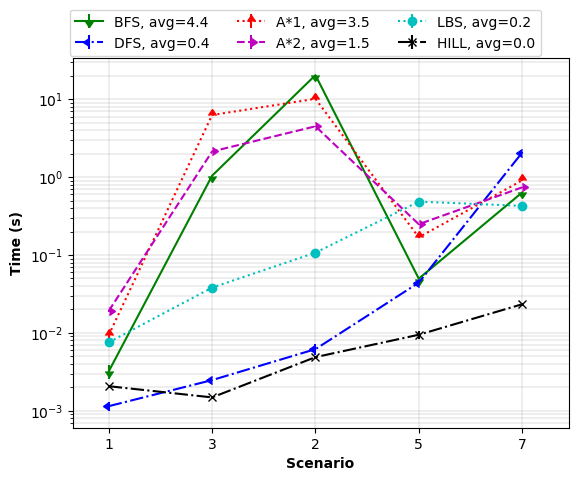 BFS, avg=4.4 A*1, avg=3.5 LBS, avg=0.2
DFS, avg=0.4 A*2, avg=1.5 HILL, avg=0.0
10¹
10⁰
10⁻¹
10⁻²
10⁻³
Time (s)
1 3 2 5 7
Scenario